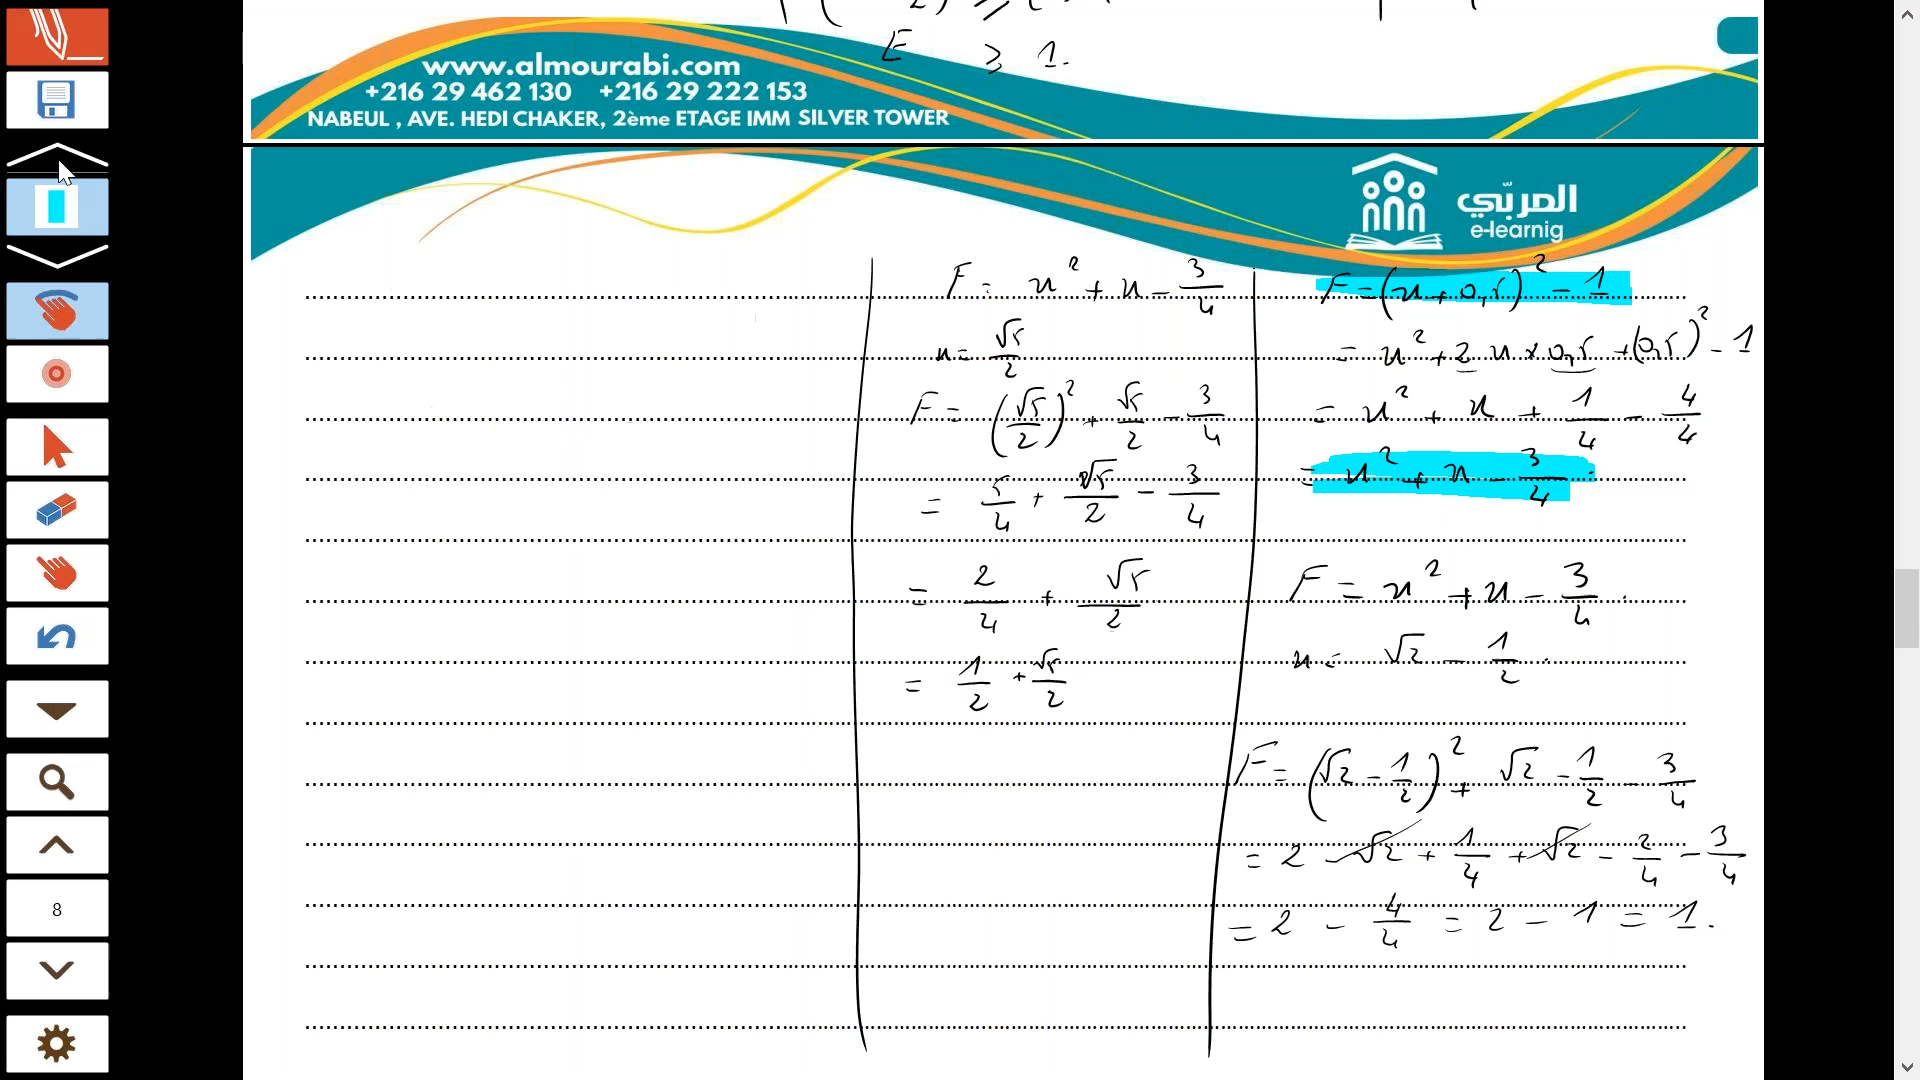 E ≥ 1.
www.almourabi.com
+216 29 462 130 +216 29 222 153
NABEUL , AVE. HEDI CHAKER, 2ème ETAGE IMM SILVER TOWER
المربّي
e-learnig
F = (x + 0,5)² - 1
= x² + 2 x × 0,5 + (0,5)² - 1
= x² + x + 1/4 - 4/4
= x² + x - 3/4.
F = x² + x - 3/4.
x = √2 - 1/2.
F = (√2 - 1/2)² + √2 - 1/2 - 3/4
= 2 - √2 + 1/4 + √2 - 2/4 - 3/4
= 2 - 4/4 = 2 - 1 = 1.
F = x² + x - 3/4
x = √5/2
F = (√5/2)² + √5/2 - 3/4
= 5/4 + √5/2 - 3/4
= 2/4 + √5/2
= 1/2 + √5/2
8